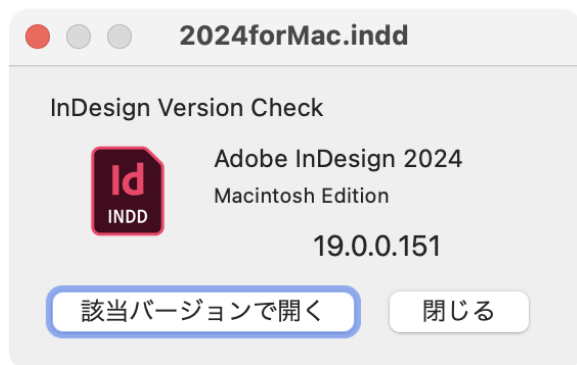 2024forMac.indd
InDesign Version Check
Id
INDD
Adobe InDesign 2024
Macintosh Edition
19.0.0.151
該当バージョンで開く
閉じる